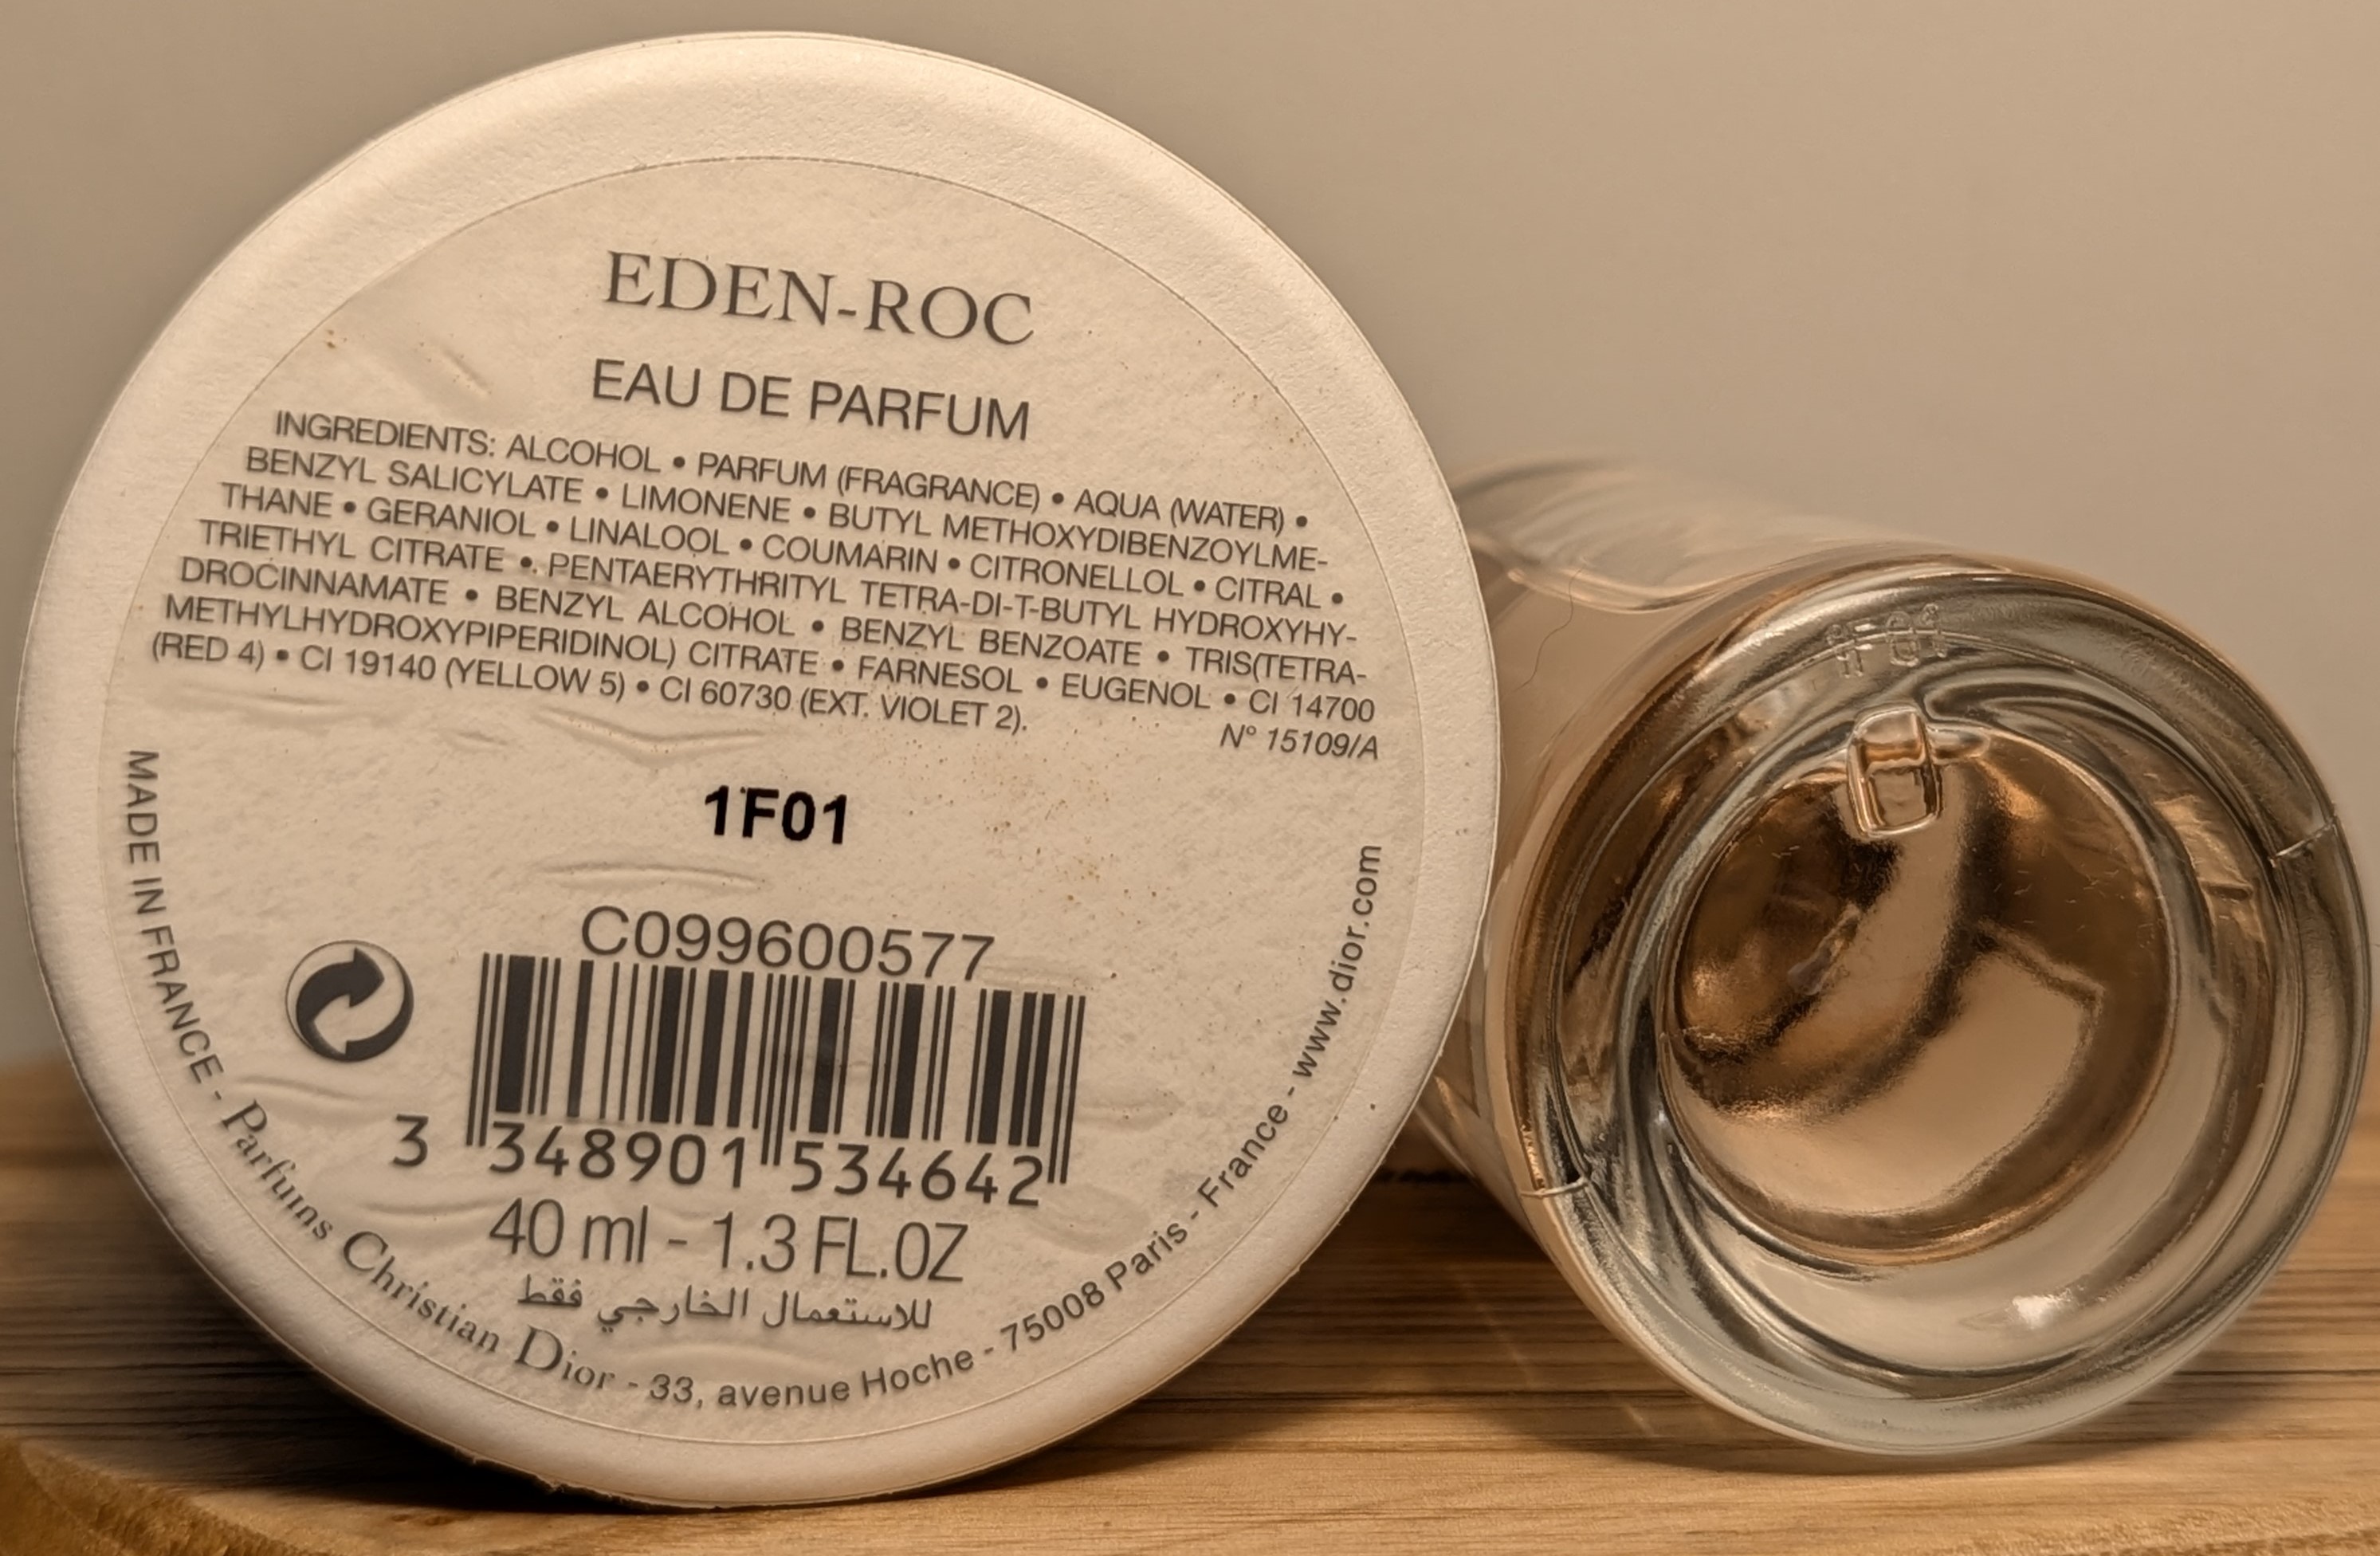 EDEN-ROC
EAU DE PARFUM
INGREDIENTS: ALCOHOL • PARFUM (FRAGRANCE) • AQUA (WATER) •
BENZYL SALICYLATE • LIMONENE • BUTYL METHOXYDIBENZOYLME-
THANE • GERANIOL • LINALOOL • COUMARIN • CITRONELLOL • CITRAL •
TRIETHYL CITRATE • PENTAERYTHRITYL TETRA-DI-T-BUTYL HYDROXYHY-
DROCINNAMATE • BENZYL ALCOHOL • BENZYL BENZOATE • TRIS(TETRA-
METHYLHYDROXYPIPERIDINOL) CITRATE • FARNESOL • EUGENOL • CI 14700
(RED 4) • CI 19140 (YELLOW 5) • CI 60730 (EXT. VIOLET 2).
N° 15109/A
1F01
C099600577
3 348901 534642
40 ml - 1.3 FL.OZ
للاستعمال الخارجي فقط
MADE IN FRANCE - Parfums Christian Dior - 33, avenue Hoche - 75008 Paris - France - www.dior.com
1F01